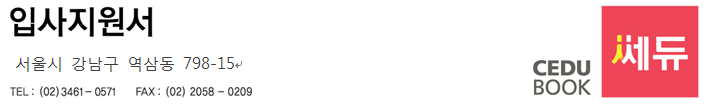 입사지원서
서울시 강남구 역삼동 798-15↵
TEL : (02)3461-0571 FAX : (02) 2058-0209
CEDU
BOOK
쎄듀